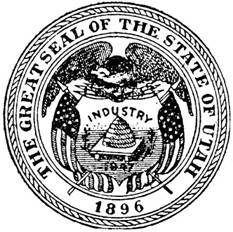 THE GREAT SEAL OF THE STATE OF UTAH
INDUSTRY
1896